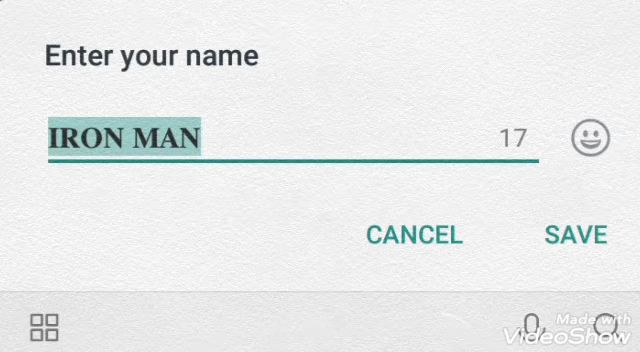 Enter your name
IRON MAN 17
CANCEL SAVE
Made with
VideoShow